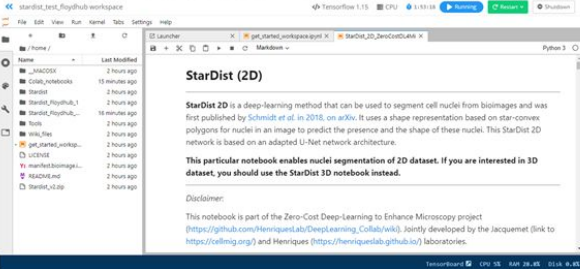 stardist_test_floydhub workspace
Tensorflow 1.15 CPU Running Restart Shutdown
File Edit View Run Kernel Tabs Settings Help
Launcher get_started_workspace.ipynb StarDist_2D_ZeroCostDL4M
Markdown Python 3
/ home /
Name Last Modified
__MACOSX 2 hours ago
Colab_notebooks 15 minutes ago
Stardist 2 hours ago
Stardist_Floydhub_1 2 hours ago
Stardist_Floydhub_... 16 minutes ago
Tools 2 hours ago
Wiki_files 2 hours ago
get_started_worksp... 2 hours ago
LICENSE 2 hours ago
manifest.bioimage.i... 2 hours ago
README.md 2 hours ago
Stardist_v2.zip 2 hours ago
StarDist (2D)
StarDist 2D is a deep-learning method that can be used to segment cell nuclei from bioimages and was
first published by Schmidt et al. in 2018, on arXiv. It uses a shape representation based on star-convex
polygons for nuclei in an image to predict the presence and the shape of these nuclei. This StarDist 2D
network is based on an adapted U-Net network architecture.
This particular notebook enables nuclei segmentation of 2D dataset. If you are interested in 3D
dataset, you should use the StarDist 3D notebook instead.
Disclaimer:
This notebook is part of the Zero-Cost Deep-Learning to Enhance Microscopy project
(https://github.com/HenriquesLab/DeepLearning_Collab/wiki). Jointly developed by the Jacquemet (link to
https://cellmig.org/) and Henriques (https://henriqueslab.github.io/) laboratories.
TensorBoard CPU 5% RAM 20.8% Disk 0.6%